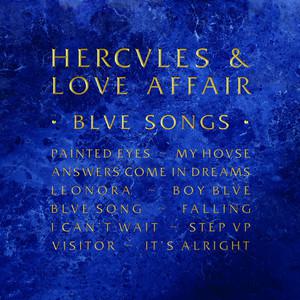 HERCVLES &
LOVE AFFAIR
• BLVE SONGS •
PAINTED EYES ~ MY HOVSE
ANSWERS COME IN DREAMS
LEONORA ~ BOY BLVE
BLVE SONG ~ FALLING
I CAN'T WAIT ~ STEP VP
VISITOR ~ IT'S ALRIGHT